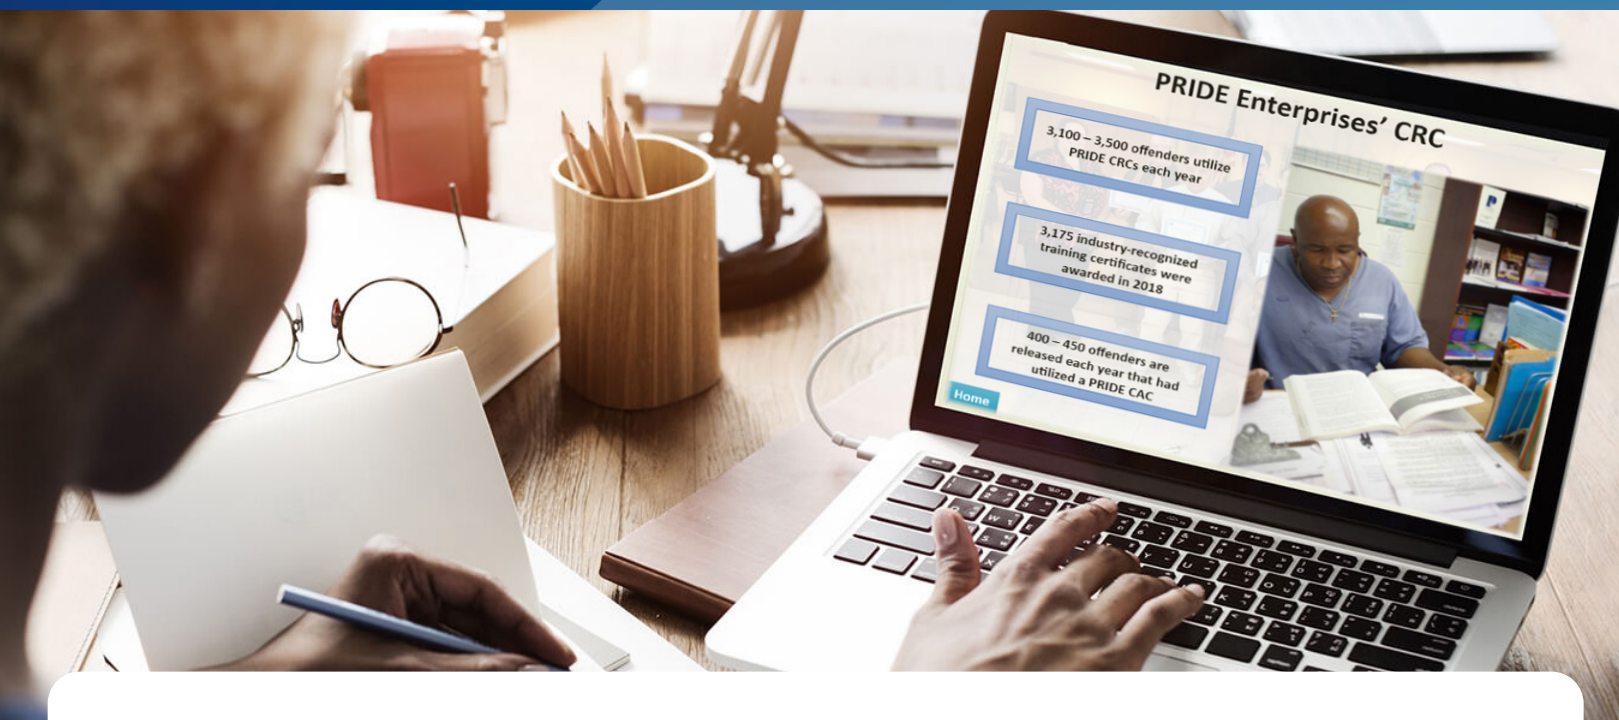 PRIDE Enterprises’ CRC
3,100 – 3,500 offenders utilize
PRIDE CRCs each year
3,175 industry-recognized
training certificates were
awarded in 2018
400 – 450 offenders are
released each year that had
utilized a PRIDE CAC
Home